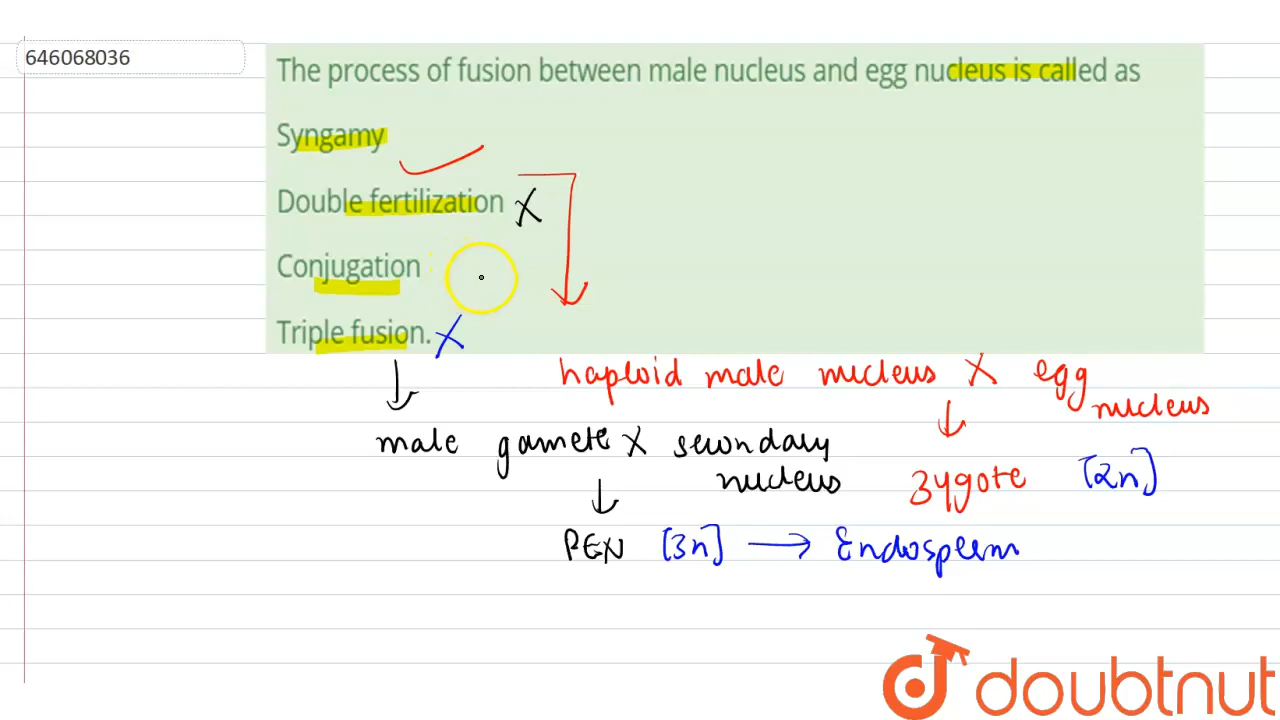 646068036
The process of fusion between male nucleus and egg nucleus is called as
Syngamy
Double fertilization X
Conjugation
Triple fusion. X
haploid male nucleus X egg nucleus
male gamete X secondary nucleus
zygote [2n]
PEN [3n] → Endosperm
doubtnut